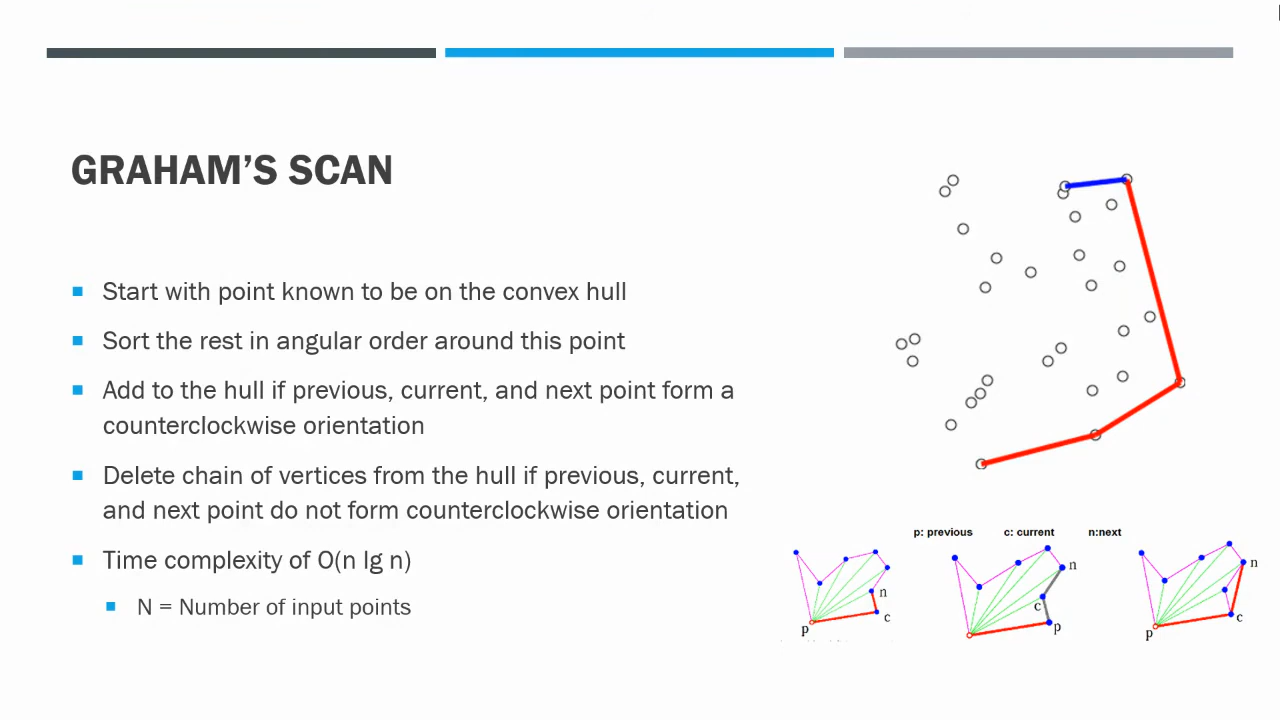 GRAHAM’S SCAN
Start with point known to be on the convex hull
Sort the rest in angular order around this point
Add to the hull if previous, current, and next point form a
counterclockwise orientation
Delete chain of vertices from the hull if previous, current,
and next point do not form counterclockwise orientation
Time complexity of O(n lg n)
N = Number of input points
p: previous c: current n:next
n
c
p
n
c
p
n
c
p